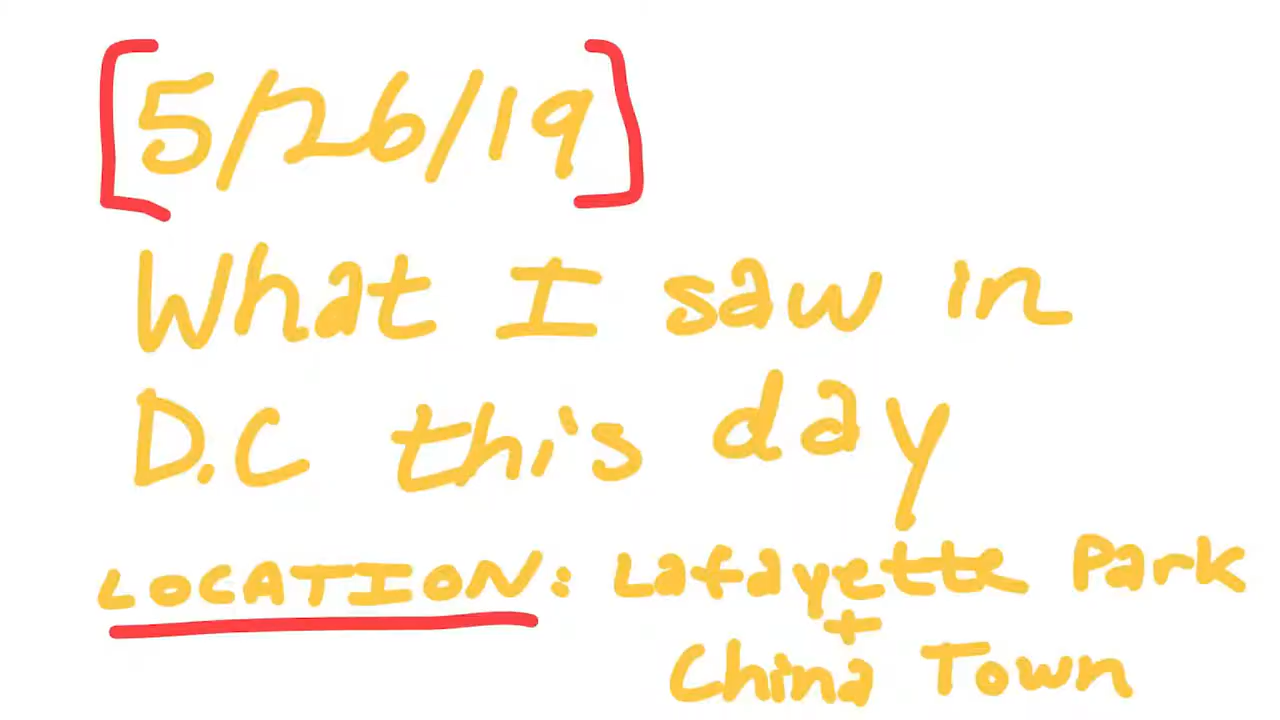 [5/26/19]
What I saw in
D.C this day
LOCATION: Lafayette Park
+
China Town